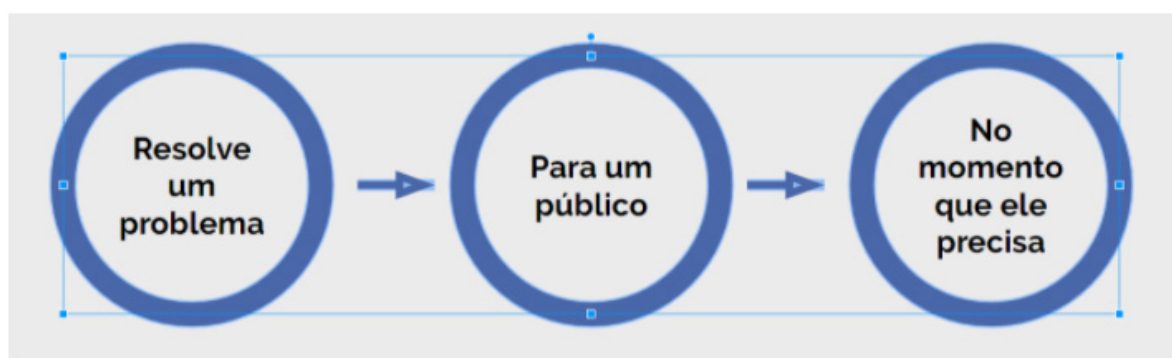 Resolve
um
problema
Para um
público
No
momento
que ele
precisa